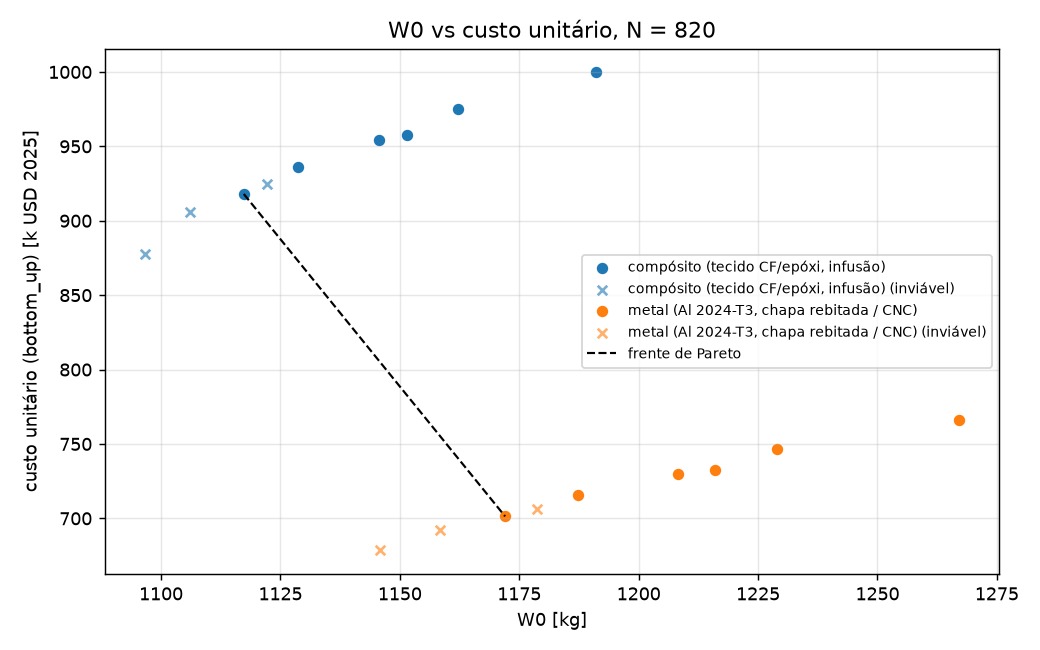 W0 vs custo unitário, N = 820
custo unitário (bottom_up) [k USD 2025]
1000
950
900
850
800
750
700
compósito (tecido CF/epóxi, infusão)
compósito (tecido CF/epóxi, infusão) (inviável)
metal (Al 2024-T3, chapa rebitada / CNC)
metal (Al 2024-T3, chapa rebitada / CNC) (inviável)
frente de Pareto
1100 1125 1150 1175 1200 1225 1250 1275
W0 [kg]